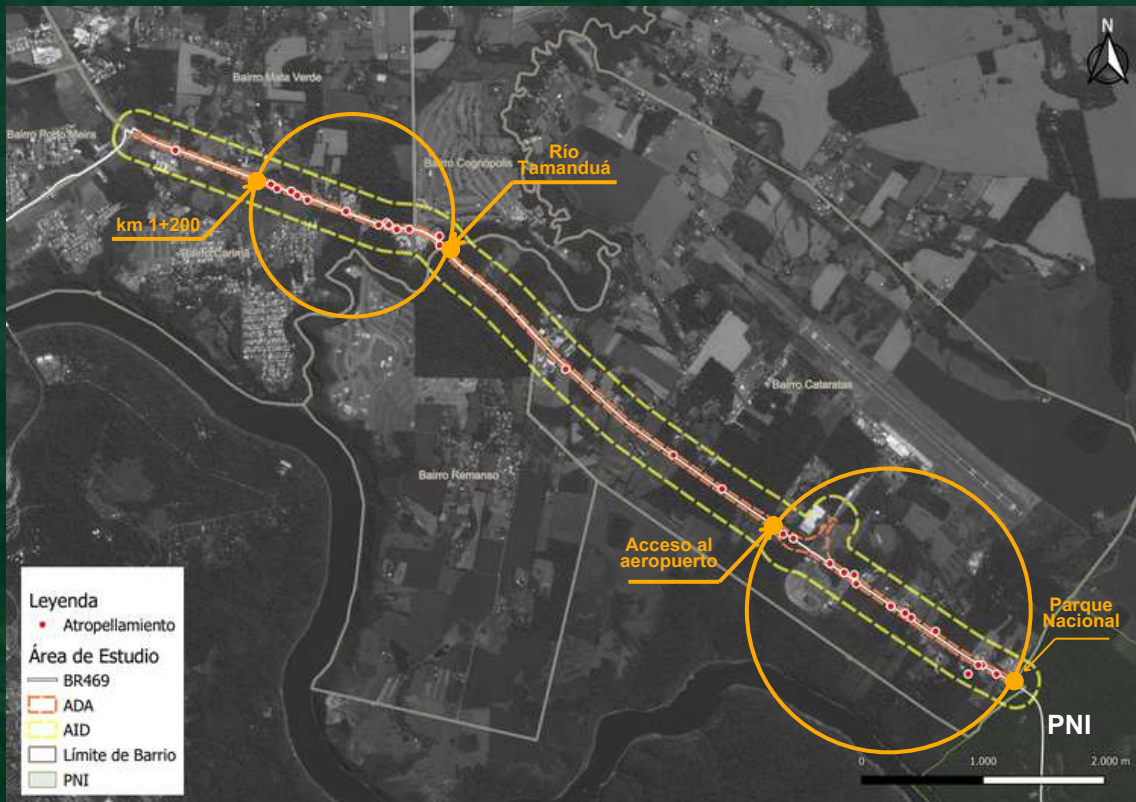 N
Bairro Mata Verde
Bairro Porto Meira
Bairro Cognópolis
Río
Tamanduá
km 1+200
Bairro Carimã
Bairro Cataratas
Bairro Remanso
Acceso al
aeropuerto
Parque
Nacional
PNI
Leyenda
Atropellamiento
Área de Estudio
BR469
ADA
AID
Límite de Barrio
PNI
0 1.000 2.000 m